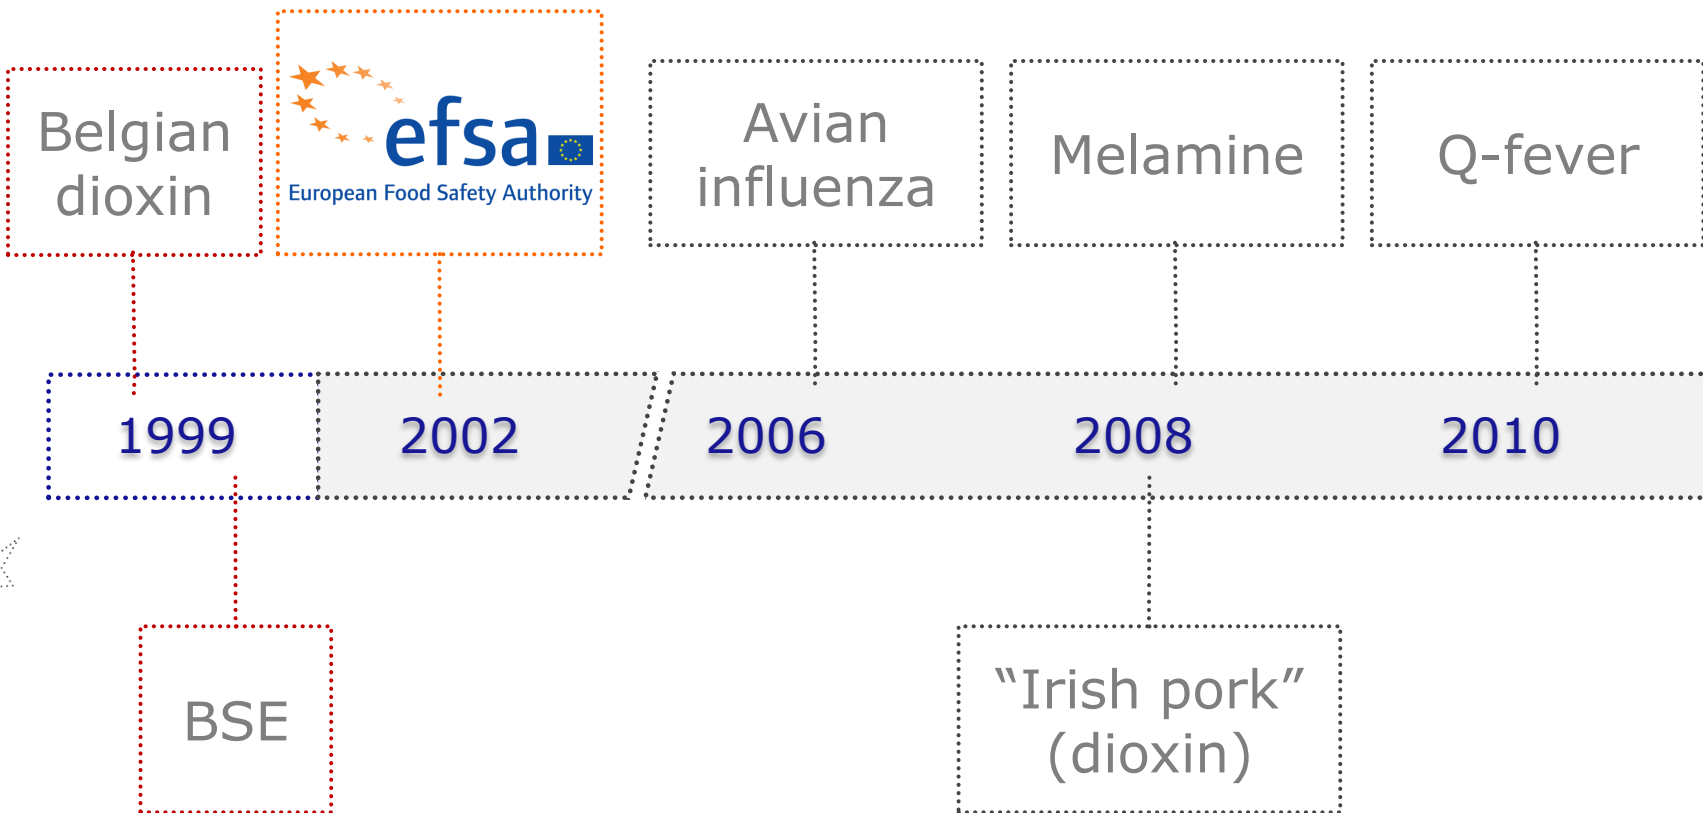 Belgian
dioxin
efsa
European Food Safety Authority
Avian
influenza
Melamine
Q-fever
1999
2002
2006
2008
2010
BSE
“Irish pork”
(dioxin)